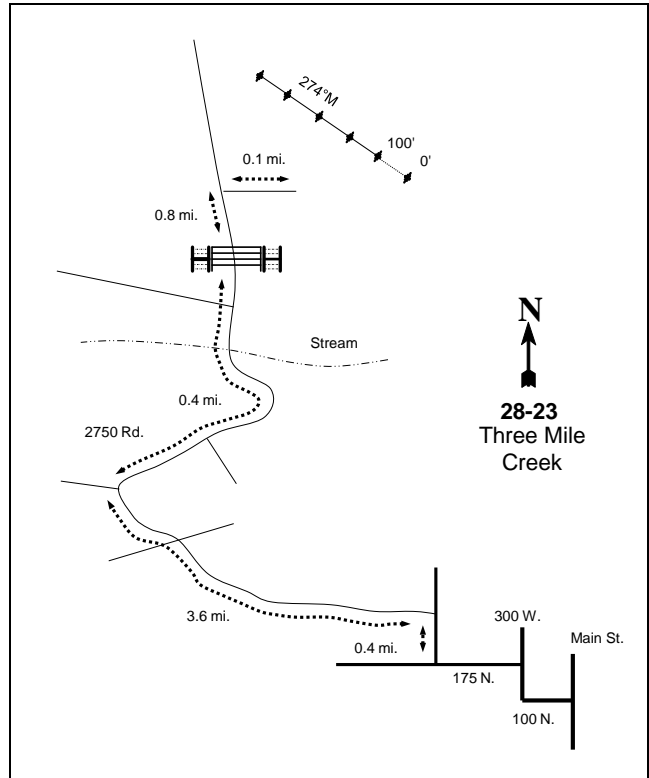 274°M
100'
0'
0.1 mi.
0.8 mi.
N
Stream
28-23
Three Mile
Creek
0.4 mi.
2750 Rd.
3.6 mi.
300 W.
Main St.
0.4 mi.
175 N.
100 N.